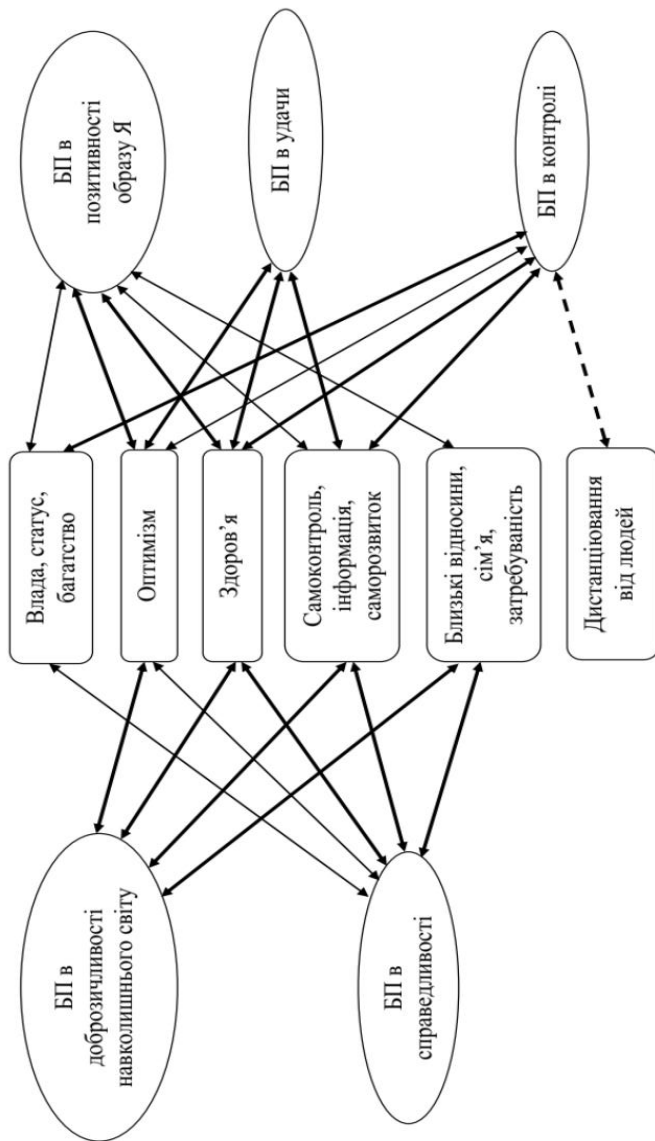 БП в
доброзичливості
навколишнього світу
БП в
справедливості
Влада, статус,
багатство
Оптимізм
Здоров’я
Самоконтроль,
інформація,
саморозвиток
Близькі відносини,
сім’я,
затребуваність
Дистанціювання
від людей
БП в
позитивності
образу Я
БП в удачі
БП в контролі